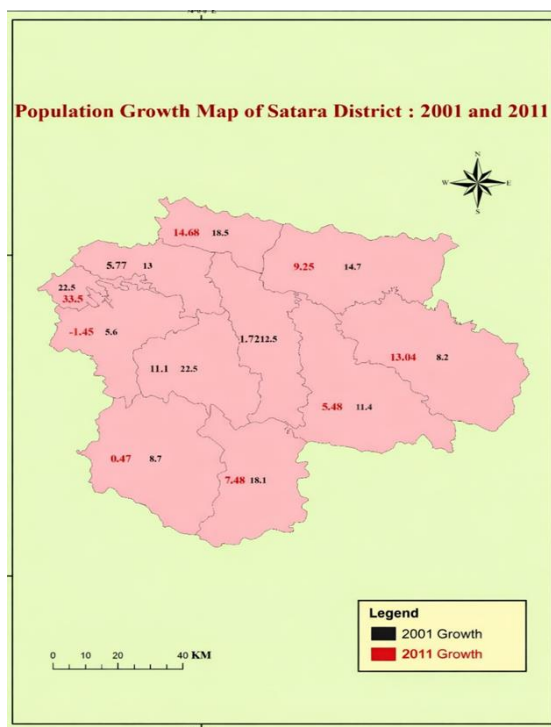 Population Growth Map of Satara District : 2001 and 2011
N
W E
S
14.68 18.5
5.77 13
9.25 14.7
22.5
33.5
-1.45 5.6
1.72 12.5
13.04 8.2
11.1 22.5
5.48 11.4
0.47 8.7
7.48 18.1
Legend
2001 Growth
2011 Growth
0 5 10 20 30 40 KM